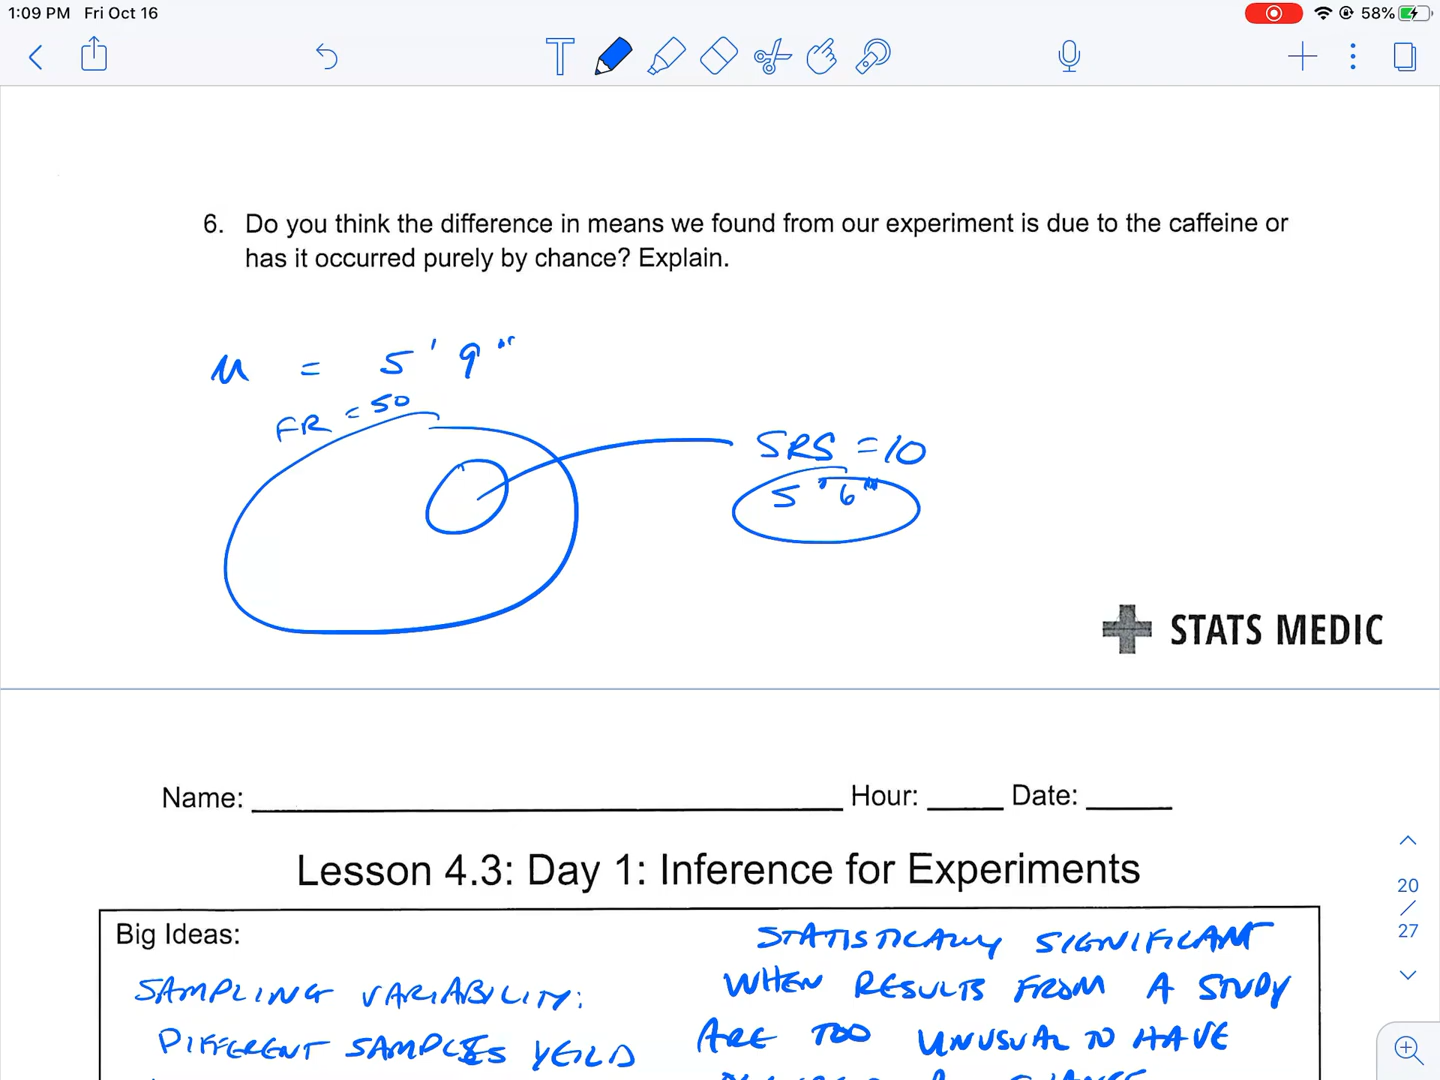 1:09 PM Fri Oct 16
58%
T
6. Do you think the difference in means we found from our experiment is due to the caffeine or
has it occurred purely by chance? Explain.
μ = 5' 9"
FR = 50
SRS = 10
5' 6"
STATS MEDIC
Name: Hour: Date:
Lesson 4.3: Day 1: Inference for Experiments
Big Ideas:
SAMPLING VARIABILITY:
DIFFERENT SAMPLES YEILD
STATISTICALLY SIGNIFICANT
WHEN RESULTS FROM A STUDY
ARE TOO UNUSUAL TO HAVE
20
/
27